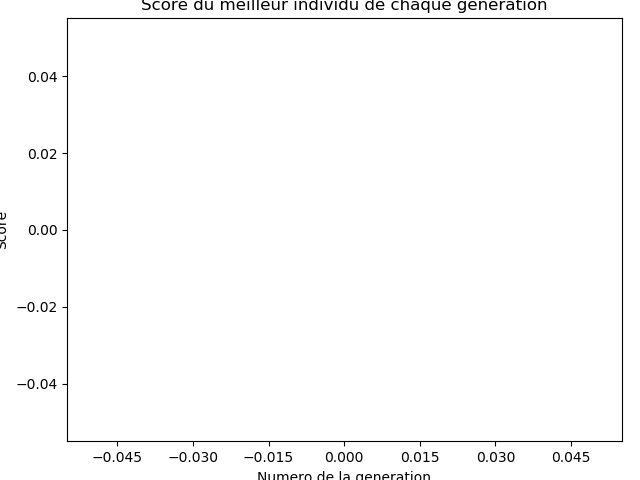 Score du meilleur individu de chaque generation
0.04
0.02
0.00
−0.02
−0.04
Score
−0.045 −0.030 −0.015 0.000 0.015 0.030 0.045
Numero de la generation